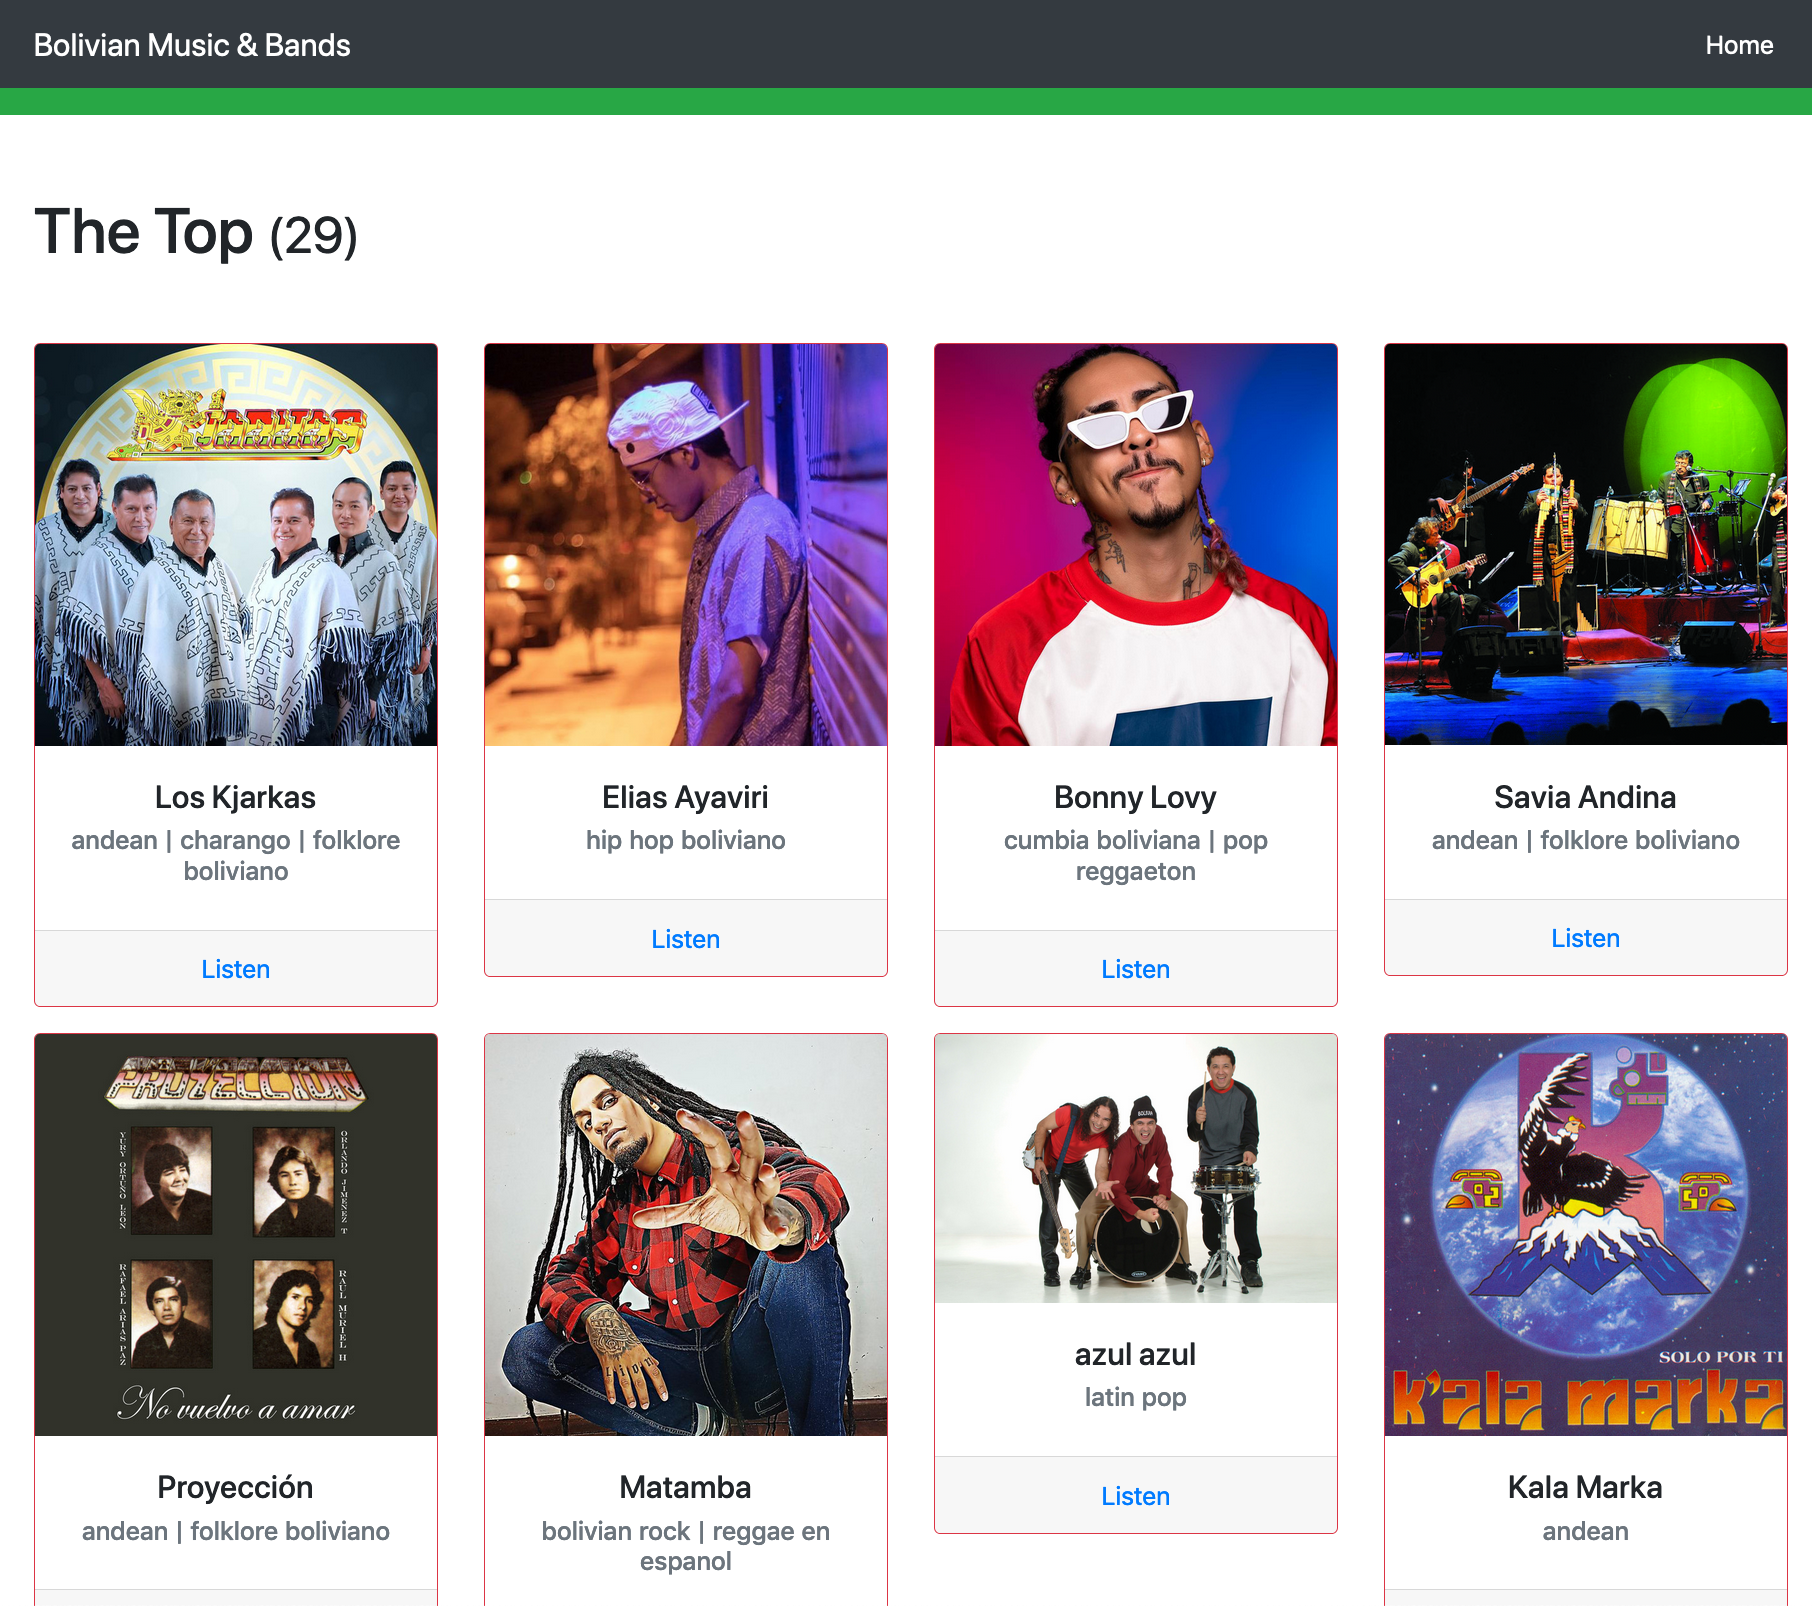 Bolivian Music & Bands
Home
The Top (29)
Kjarkas
Los Kjarkas
andean | charango | folklore
boliviano
Listen
Elias Ayaviri
hip hop boliviano
Listen
Bonny Lovy
cumbia boliviana | pop
reggaeton
Listen
Savia Andina
andean | folklore boliviano
Listen
PROYECCION
YURY ORTUÑO LEON
ORLANDO JIMENEZ T
RAFAEL ARIAS PAZ
RAUL MURIEL H
No vuelvo a amar
Proyección
andean | folklore boliviano
Lion
Matamba
bolivian rock | reggae en
espanol
BOLIVIA
azul azul
latin pop
Listen
SOLO POR TI
k'ala marka
Kala Marka
andean